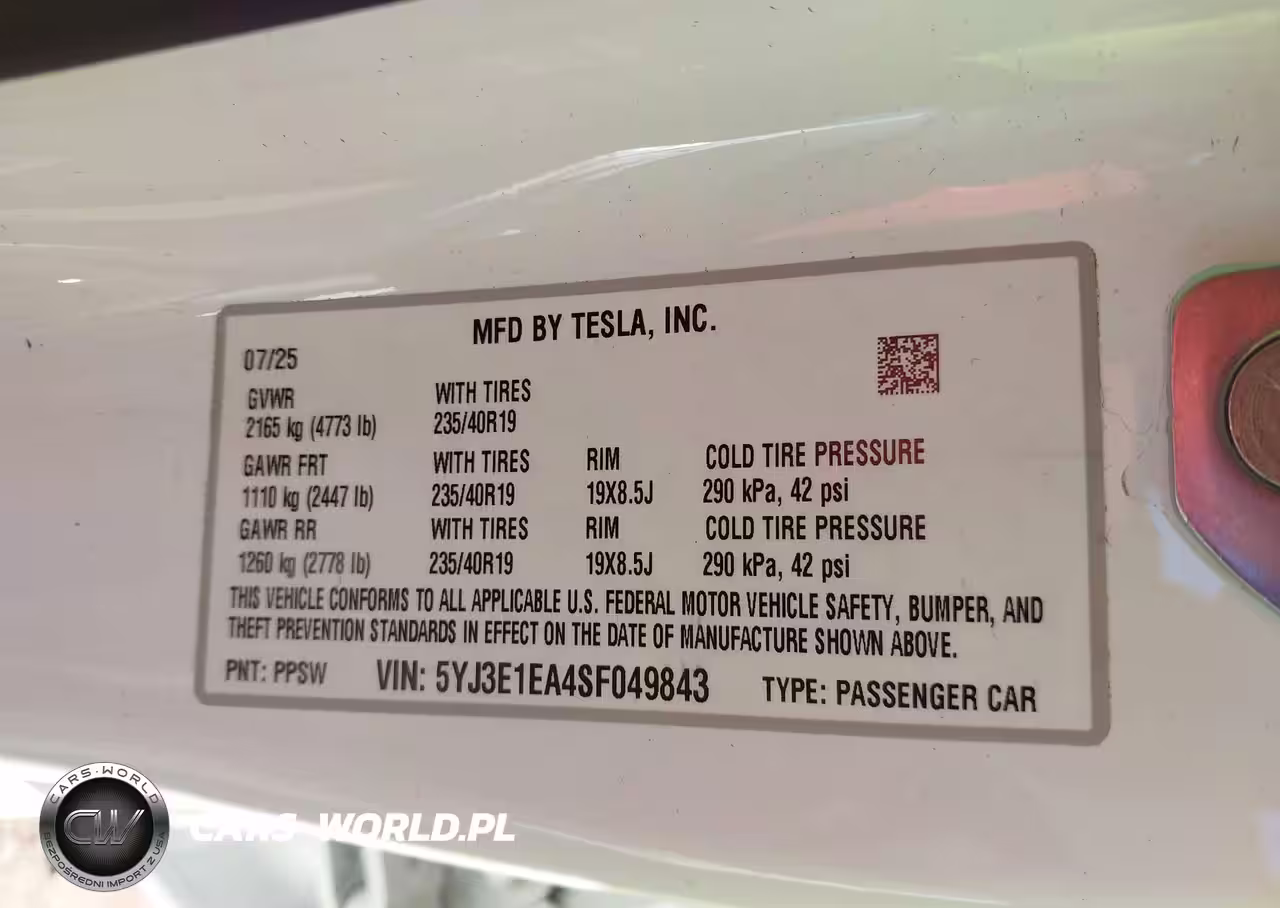 MFD BY TESLA, INC.
07/25
GVWR WITH TIRES
2165 kg (4773 lb) 235/40R19
GAWR FRT WITH TIRES RIM COLD TIRE PRESSURE
1110 kg (2447 lb) 235/40R19 19X8.5J 290 kPa, 42 psi
GAWR RR WITH TIRES RIM COLD TIRE PRESSURE
1260 kg (2778 lb) 235/40R19 19X8.5J 290 kPa, 42 psi
THIS VEHICLE CONFORMS TO ALL APPLICABLE U.S. FEDERAL MOTOR VEHICLE SAFETY, BUMPER, AND
THEFT PREVENTION STANDARDS IN EFFECT ON THE DATE OF MANUFACTURE SHOWN ABOVE.
PNT: PPSW VIN: 5YJ3E1EA4SF049843 TYPE: PASSENGER CAR
CARS-WORLD
CW
BEZPOŚREDNI IMPORT Z USA
CARS-WORLD.PL